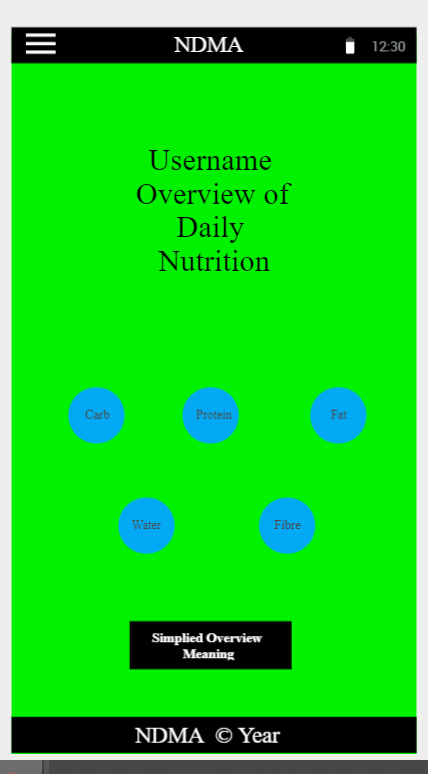 NDMA 12:30
Username
Overview of
Daily
Nutrition
Carb Protein Fat
Water Fibre
Simplied Overview
Meaning
NDMA © Year